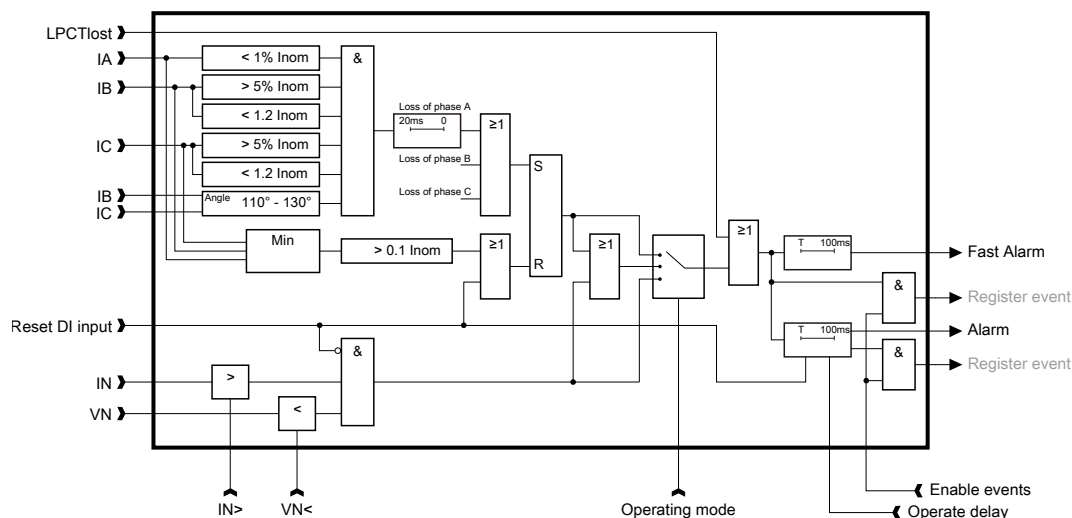 LPCTlost
IA
< 1% Inom
&
IB
> 5% Inom
< 1.2 Inom
Loss of phase A
20ms 0
≥1
IC
> 5% Inom
< 1.2 Inom
Loss of phase B
S
IB
Angle 110° - 130°
IC
Loss of phase C
Min
> 0.1 Inom
≥1
R
≥1
≥1
T 100ms
Fast Alarm
&
Register event
Reset DI input
T 100ms
Alarm
&
&
Register event
IN
>
VN
<
IN>
VN<
Operating mode
Enable events
Operate delay